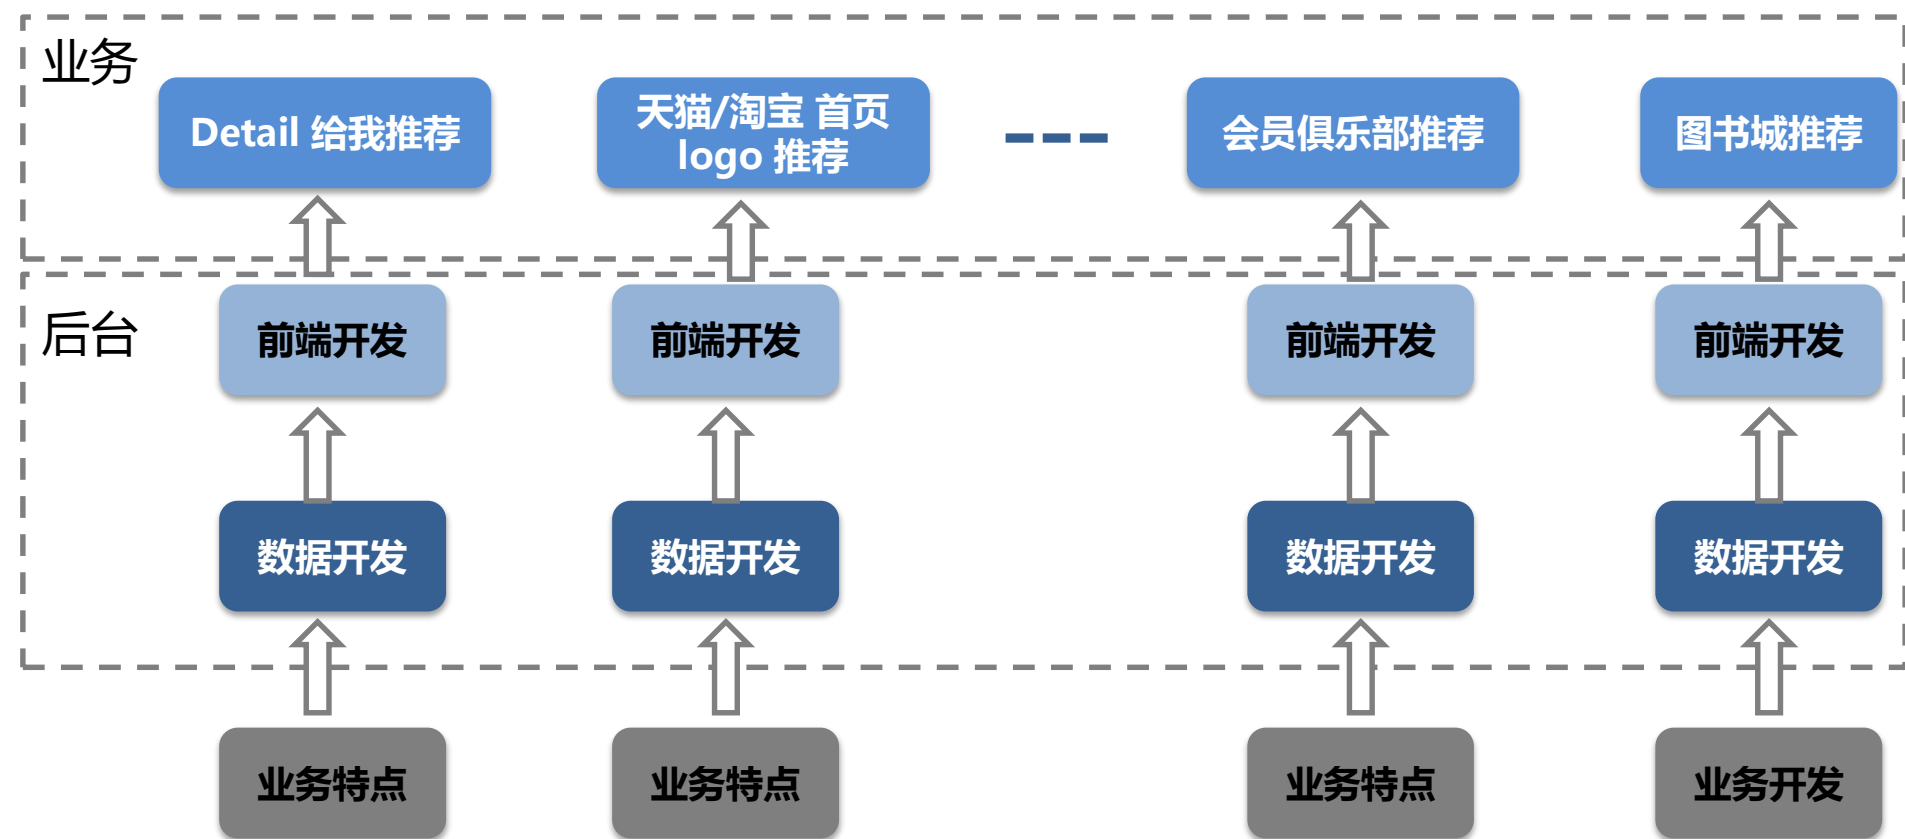 业务
Detail 给我推荐
天猫/淘宝 首页
logo 推荐
会员俱乐部推荐
图书城推荐
后台
前端开发
前端开发
前端开发
前端开发
数据开发
数据开发
数据开发
数据开发
业务特点
业务特点
业务特点
业务开发